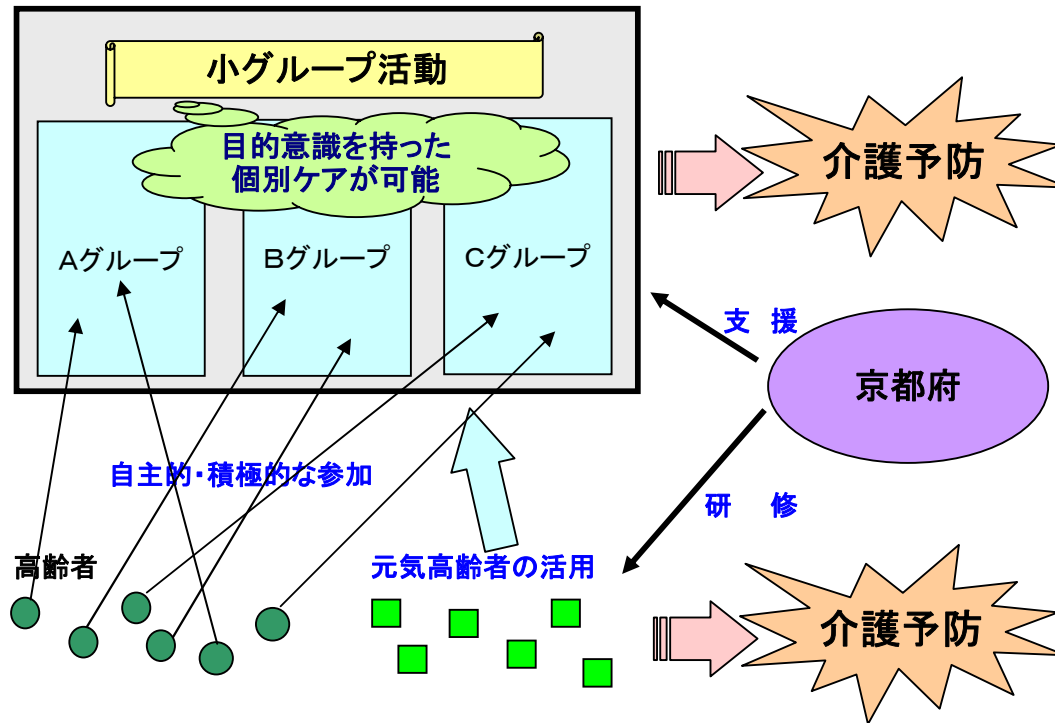 小グループ活動
目的意識を持った
個別ケアが可能
Aグループ
Bグループ
Cグループ
介護予防
支 援
京都府
自主的・積極的な参加
研 修
高齢者
元気高齢者の活用
介護予防